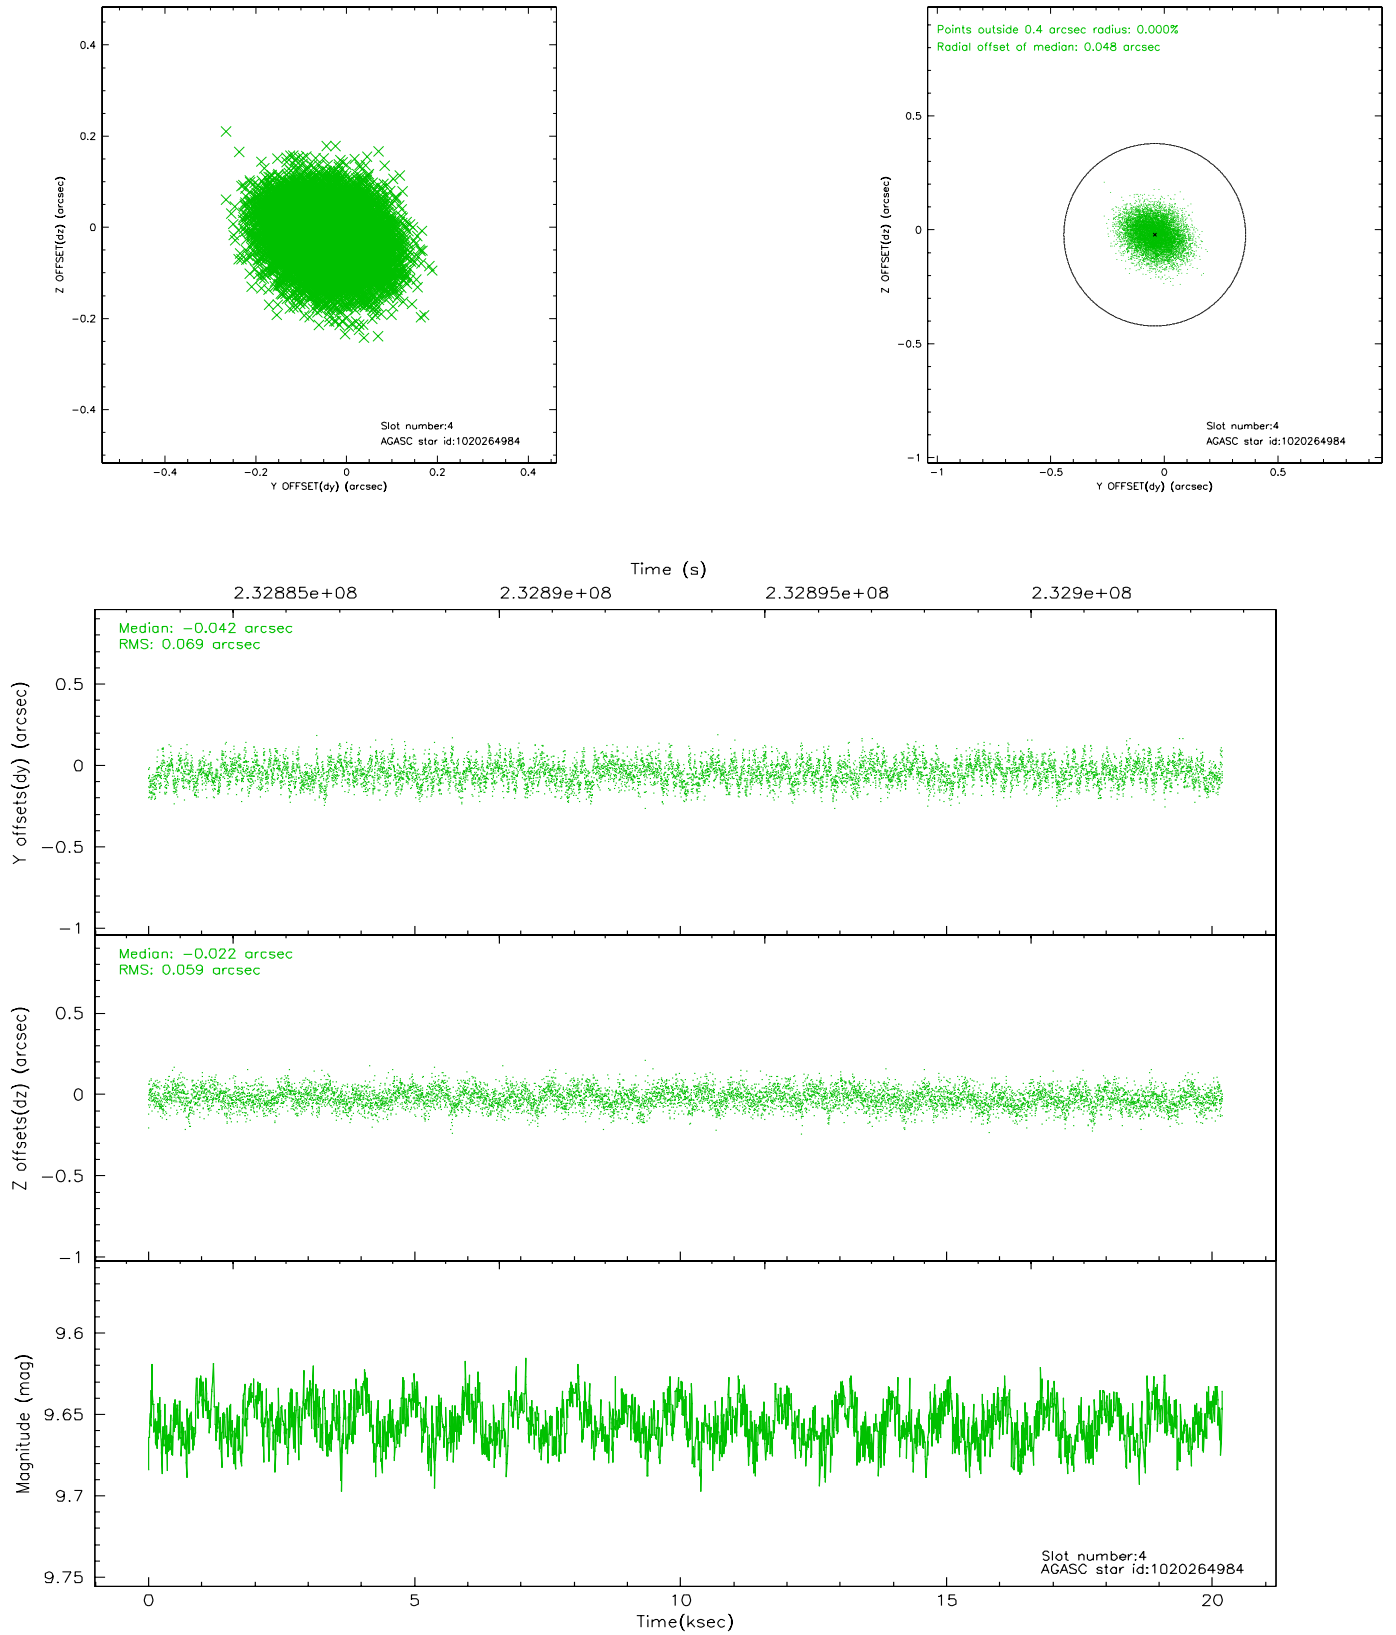 0.4
0.2
0
−0.2
−0.4
Z OFFSET(dz) (arcsec)
Slot number:4
AGASC star id:1020264984
−0.4 −0.2 0 0.2 0.4
Y OFFSET(dy) (arcsec)
Points outside 0.4 arcsec radius: 0.000%
Radial offset of median: 0.048 arcsec
0.5
0
−0.5
−1
Z OFFSET(dz) (arcsec)
Slot number:4
AGASC star id:1020264984
−1 −0.5 0 0.5
Y OFFSET(dy) (arcsec)
Time (s)
2.32885e+08 2.3289e+08 2.32895e+08 2.329e+08
Median: −0.042 arcsec
RMS: 0.069 arcsec
0.5
0
−0.5
−1
Y offsets(dy) (arcsec)
Median: −0.022 arcsec
RMS: 0.059 arcsec
0.5
0
−0.5
−1
Z offsets(dz) (arcsec)
9.6
9.65
9.7
9.75
Magnitude (mag)
Slot number:4
AGASC star id:1020264984
0 5 10 15 20
Time(ksec)